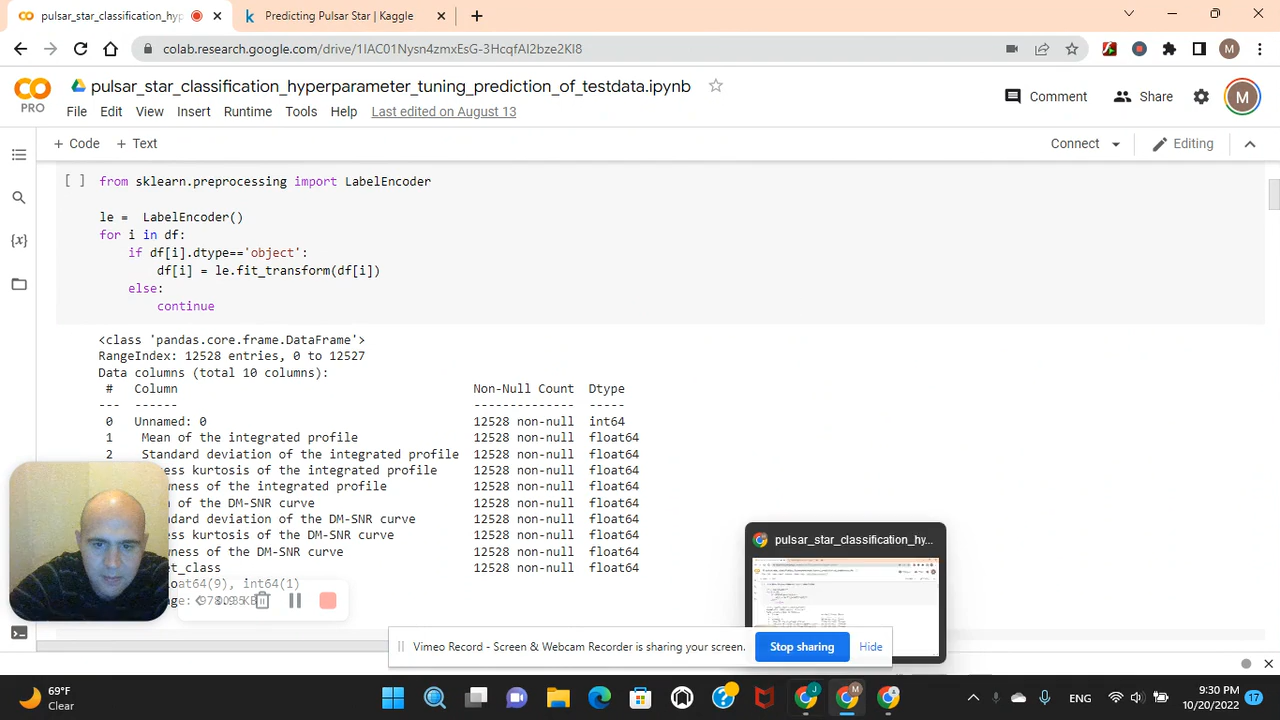 pulsar_star_classification_hyp
Predicting Pulsar Star | Kaggle
colab.research.google.com/drive/1IAC01Nysn4zmxEsG-3HcqfAI2bze2KI8
M
PRO
pulsar_star_classification_hyperparameter_tuning_prediction_of_testdata.ipynb
File Edit View Insert Runtime Tools Help Last edited on August 13
Comment
Share
M
+ Code + Text
Connect
Editing
[ ] from sklearn.preprocessing import LabelEncoder
le = LabelEncoder()
for i in df:
if df[i].dtype=='object':
df[i] = le.fit_transform(df[i])
else:
continue
<class 'pandas.core.frame.DataFrame'>
RangeIndex: 12528 entries, 0 to 12527
Data columns (total 10 columns):
# Column Non-Null Count Dtype
--- ------ -------------- -----
0 Unnamed: 0 12528 non-null int64
1 Mean of the integrated profile 12528 non-null float64
2 Standard deviation of the integrated profile 12528 non-null float64
ess kurtosis of the integrated profile 12528 non-null float64
ness of the integrated profile 12528 non-null float64
of the DM-SNR curve 12528 non-null float64
dard deviation of the DM-SNR curve 12528 non-null float64
ess kurtosis of the DM-SNR curve 12528 non-null float64
ness of the DM-SNR curve 12528 non-null float64
et_class 12528 non-null float64
float64(9), int64(1)
pulsar_star_classification_hy...
Vimeo Record - Screen & Webcam Recorder is sharing your screen.
Stop sharing
Hide
69°F
Clear
J
M
A
ENG
9:30 PM
10/20/2022
17